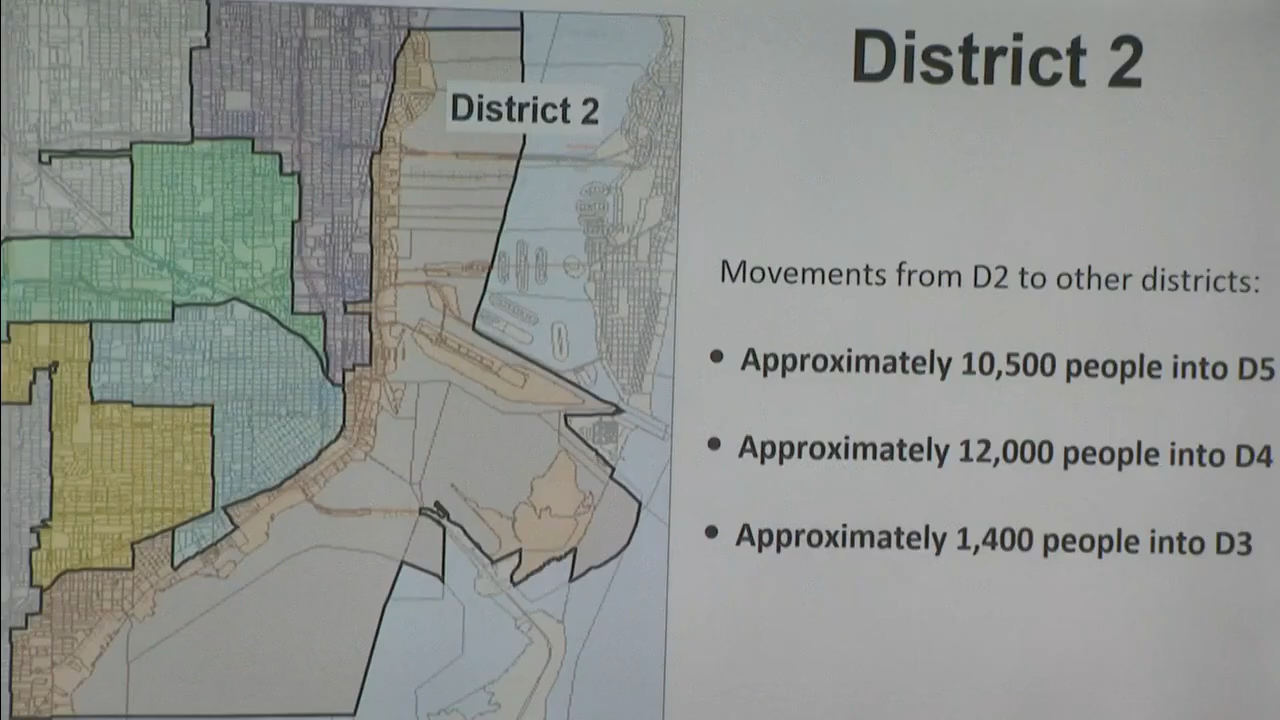 District 2
District 2
Movements from D2 to other districts:
• Approximately 10,500 people into D5
• Approximately 12,000 people into D4
• Approximately 1,400 people into D3